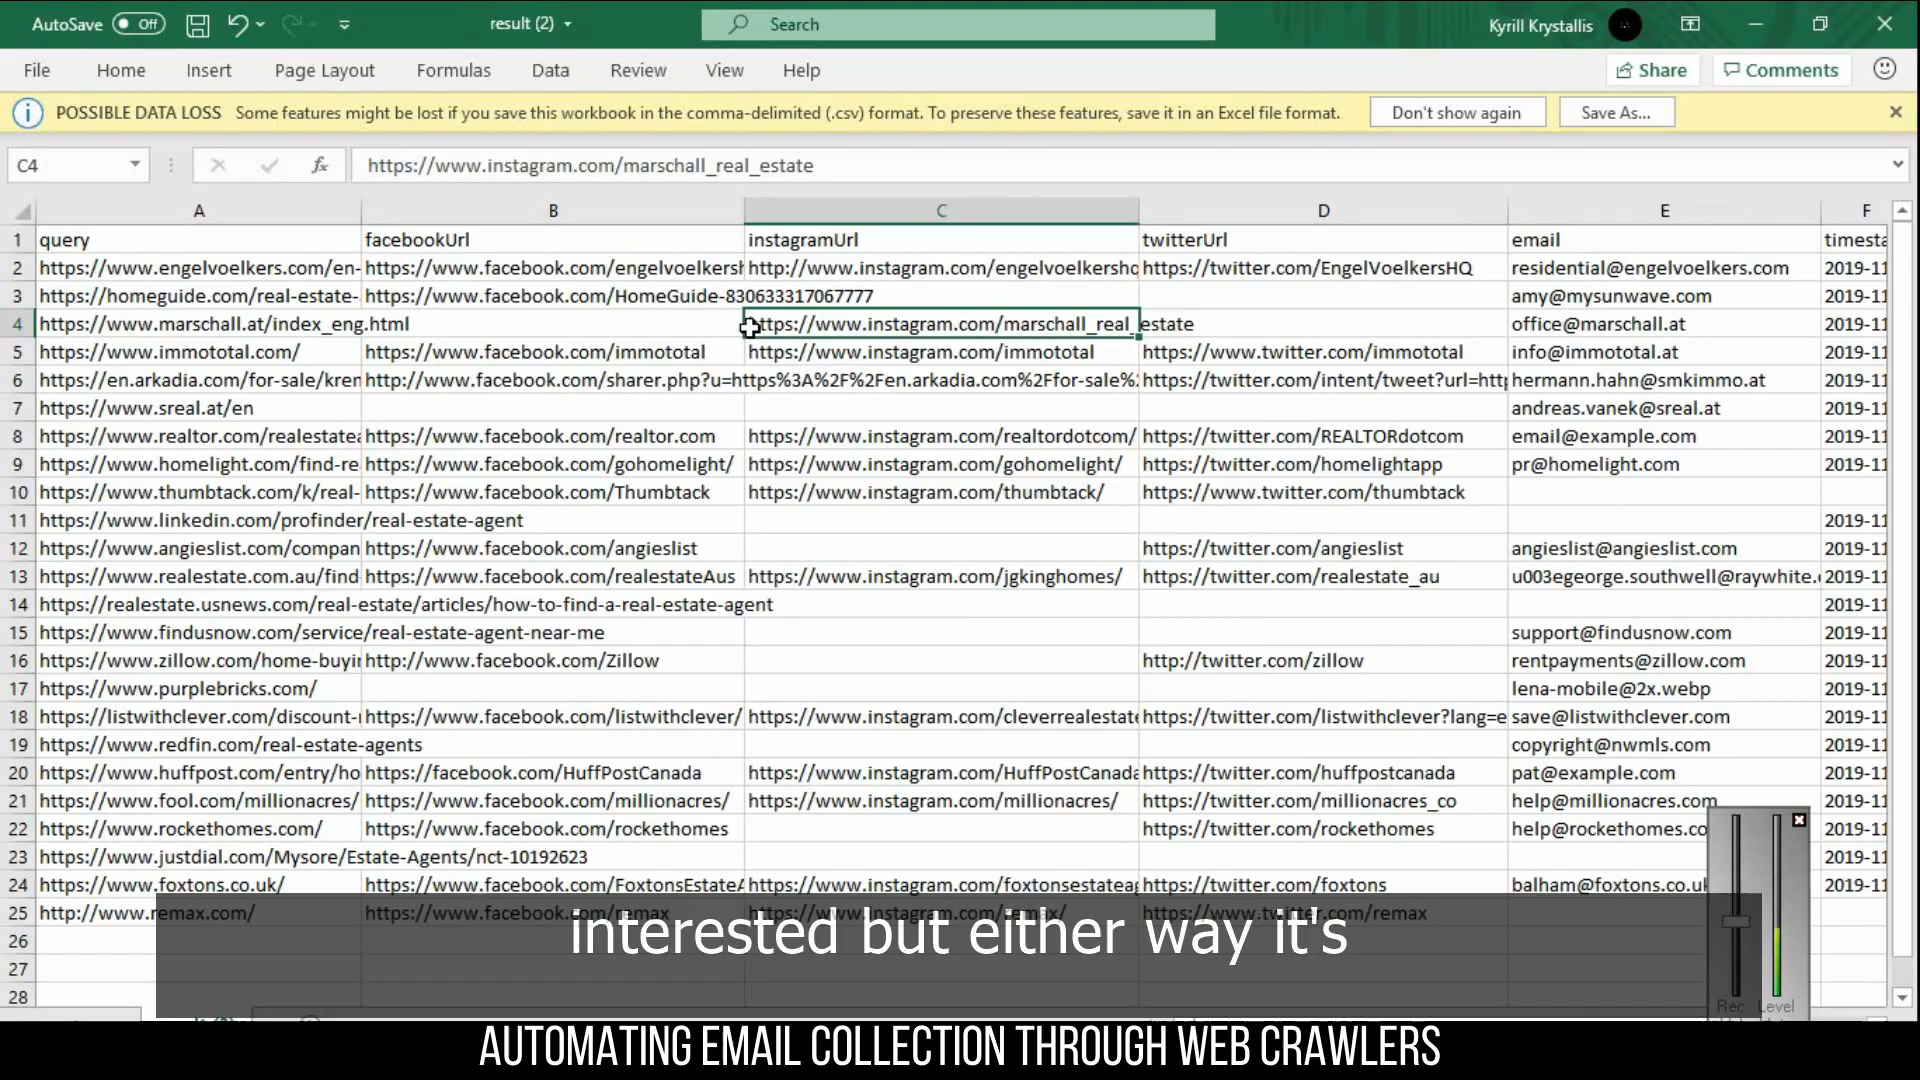 AutoSave Off result (2) Search Kyrill Krystallis
File Home Insert Page Layout Formulas Data Review View Help Share Comments
POSSIBLE DATA LOSS Some features might be lost if you save this workbook in the comma-delimited (.csv) format. To preserve these features, save it in an Excel file format. Don't show again Save As...
C4 fx https://www.instagram.com/marschall_real_estate
A B C D E F
1 query facebookUrl instagramUrl twitterUrl email timesta
2 https://www.engelvoelkers.com/en- https://www.facebook.com/engelvoelkersh http://www.instagram.com/engelvoelkershq https://twitter.com/EngelVoelkersHQ residential@engelvoelkers.com 2019-11
3 https://homeguide.com/real-estate- https://www.facebook.com/HomeGuide-830633317067777 amy@mysunwave.com 2019-11
4 https://www.marschall.at/index_eng.html https://www.instagram.com/marschall_real_estate office@marschall.at 2019-11
5 https://www.immototal.com/ https://www.facebook.com/immototal https://www.instagram.com/immototal https://www.twitter.com/immototal info@immototal.at 2019-11
6 https://en.arkadia.com/for-sale/kren http://www.facebook.com/sharer.php?u=https%3A%2F%2Fen.arkadia.com%2Ffor-sale%2 https://twitter.com/intent/tweet?url=http hermann.hahn@smkimmo.at 2019-11
7 https://www.sreal.at/en andreas.vanek@sreal.at 2019-11
8 https://www.realtor.com/realestatea https://www.facebook.com/realtor.com https://www.instagram.com/realtordotcom/ https://twitter.com/REALTORdotcom email@example.com 2019-11
9 https://www.homelight.com/find-re https://www.facebook.com/gohomelight/ https://www.instagram.com/gohomelight/ https://twitter.com/homelightapp pr@homelight.com 2019-11
10 https://www.thumbtack.com/k/real- https://www.facebook.com/Thumbtack https://www.instagram.com/thumbtack/ https://www.twitter.com/thumbtack
11 https://www.linkedin.com/profinder/real-estate-agent 2019-11
12 https://www.angieslist.com/compan https://www.facebook.com/angieslist https://twitter.com/angieslist angieslist@angieslist.com 2019-11
13 https://www.realestate.com.au/find https://www.facebook.com/realestateAus https://www.instagram.com/jgkinghomes/ https://twitter.com/realestate_au u003egeorge.southwell@raywhite.c 2019-11
14 https://realestate.usnews.com/real-estate/articles/how-to-find-a-real-estate-agent 2019-11
15 https://www.findusnow.com/service/real-estate-agent-near-me support@findusnow.com 2019-11
16 https://www.zillow.com/home-buyin http://www.facebook.com/Zillow http://twitter.com/zillow rentpayments@zillow.com 2019-11
17 https://www.purplebricks.com/ lena-mobile@2x.webp 2019-11
18 https://listwithclever.com/discount- https://www.facebook.com/listwithclever/ https://www.instagram.com/cleverrealestate https://twitter.com/listwithclever?lang=e save@listwithclever.com 2019-11
19 https://www.redfin.com/real-estate-agents copyright@nwmls.com 2019-11
20 https://www.huffpost.com/entry/ho https://facebook.com/HuffPostCanada https://www.instagram.com/HuffPostCanada https://twitter.com/huffpostcanada pat@example.com 2019-11
21 https://www.fool.com/millionacres/ https://www.facebook.com/millionacres/ https://www.instagram.com/millionacres/ https://twitter.com/millionacres_co help@millionacres.com 2019-11
22 https://www.rockethomes.com/ https://www.facebook.com/rockethomes https://twitter.com/rockethomes help@rockethomes.co 2019-11
23 https://www.justdial.com/Mysore/Estate-Agents/nct-10192623 2019-11
24 https://www.foxtons.co.uk/ https://www.facebook.com/FoxtonsEstateA https://www.instagram.com/foxtonsestateag https://twitter.com/foxtons balham@foxtons.co.uk 2019-11
25 http://www.remax.com/ https://www.facebook.com/remax https://www.instagram.com/remax/ https://www.twitter.com/remax
26
interested but either way it's
27
28
Rec Level
AUTOMATING EMAIL COLLECTION THROUGH WEB CRAWLERS